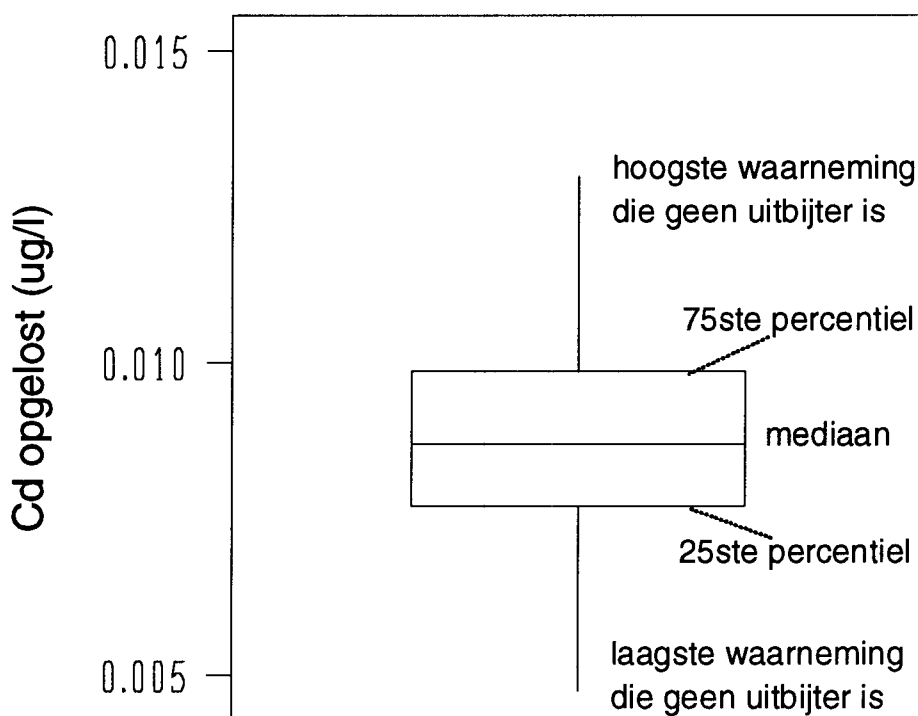 0.015
hoogste waarneming
die geen uitbijter is
75ste percentiel
0.010
mediaan
Cd opgelost (ug/l)
25ste percentiel
laagste waarneming
0.005
die geen uitbijter is